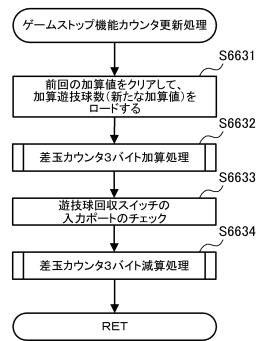 ゲームストップ機能カウンタ更新処理
S6631
前回の加算値をクリアして、
加算遊技球数(新たな加算値)を
ロードする
S6632
差玉カウンタ3バイト加算処理
S6633
遊技球回収スイッチの
入力ポートのチェック
S6634
差玉カウンタ3バイト減算処理
RET